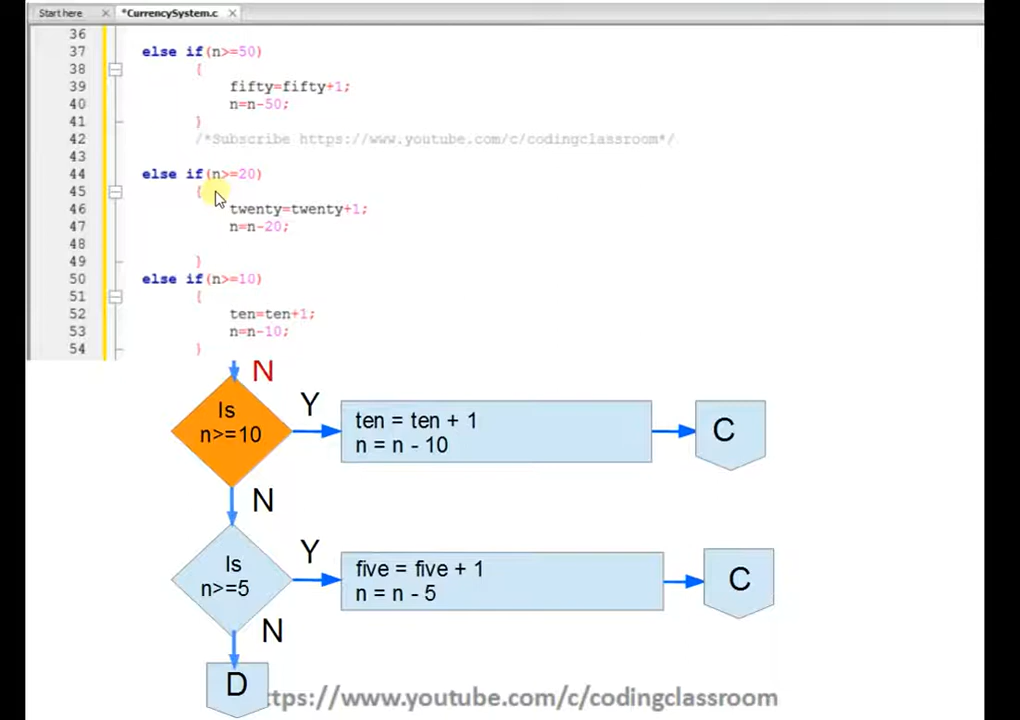 Start here
*CurrencySystem.c
36
37 else if(n>=50)
38 {
39 fifty=fifty+1;
40 n=n-50;
41 }
42 /*Subscribe https://www.youtube.com/c/codingclassroom*/
43
44 else if(n>=20)
45 {
46 twenty=twenty+1;
47 n=n-20;
48
49 }
50 else if(n>=10)
51 {
52 ten=ten+1;
53 n=n-10;
54 }
N
Is
n>=10
Y
ten = ten + 1
n = n - 10
C
N
Is
n>=5
Y
five = five + 1
n = n - 5
C
N
D
ttps://www.youtube.com/c/codingclassroom